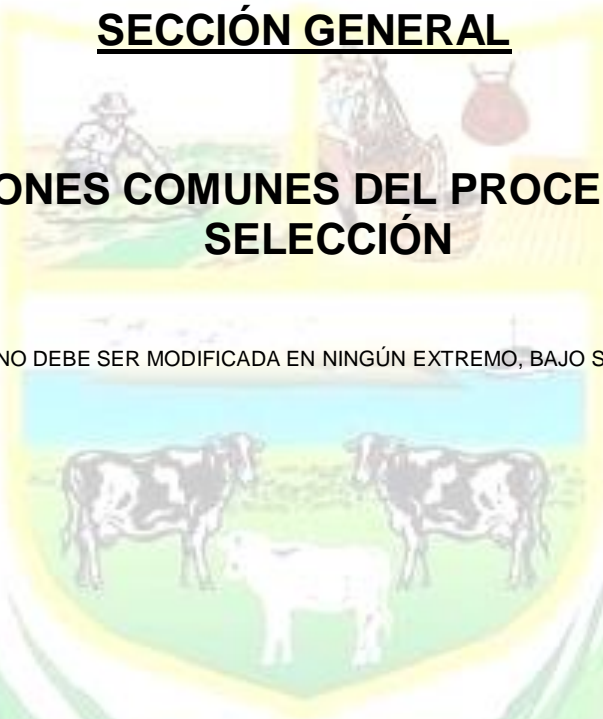 SECCIÓN GENERAL
ONES COMUNES DEL PROCE
SELECCIÓN
NO DEBE SER MODIFICADA EN NINGÚN EXTREMO, BAJO S